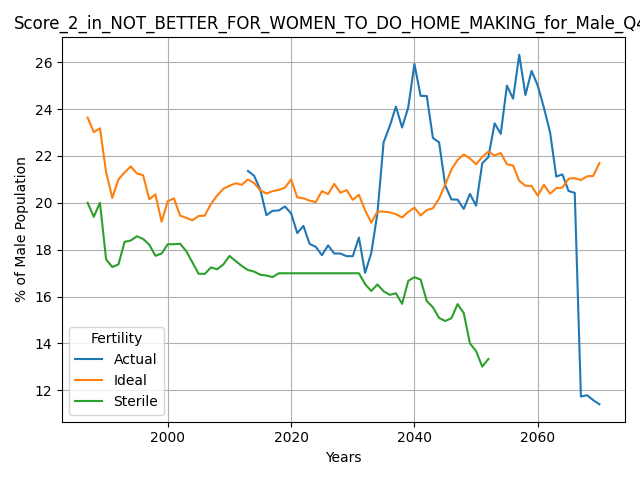 Score_2_in_NOT_BETTER_FOR_WOMEN_TO_DO_HOME_MAKING_for_Male_Q4
26
24
22
20
18
16
14
12
% of Male Population
Fertility
Actual
Ideal
Sterile
2000 2020 2040 2060
Years